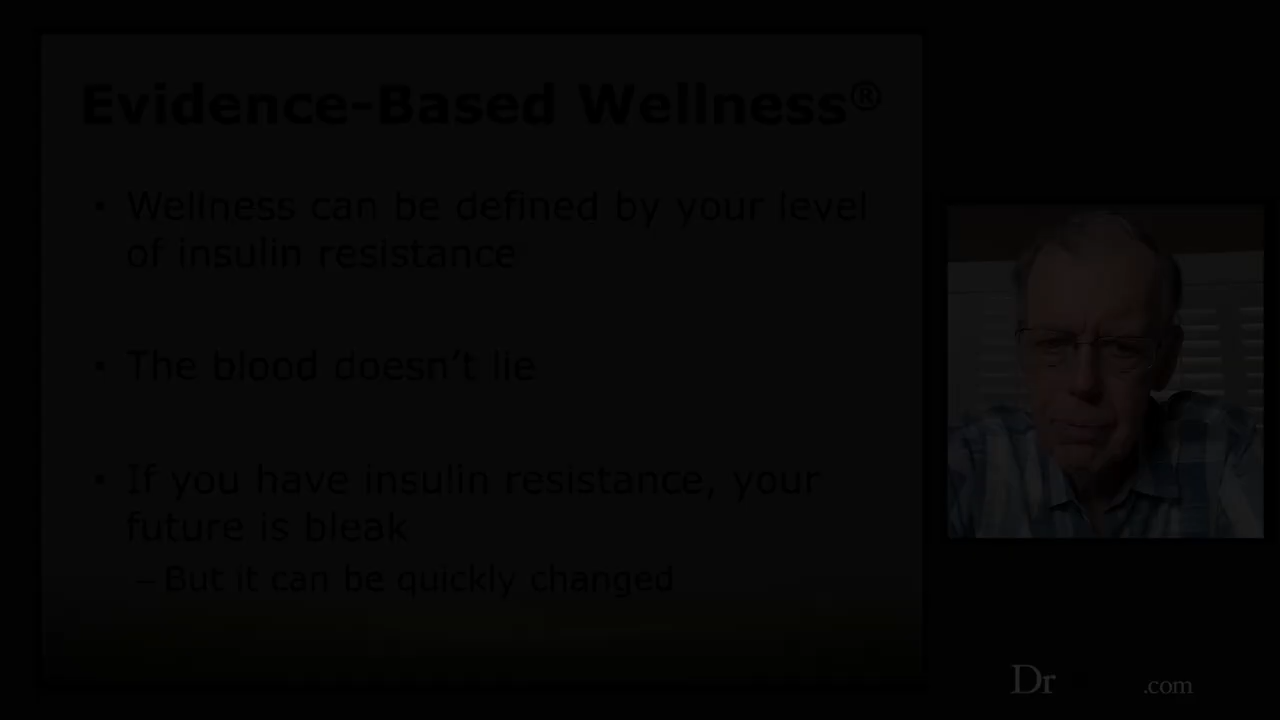 Evidence-Based Wellness®
• Wellness can be defined by your level
of insulin resistance
• The blood doesn't lie
• If you have insulin resistance, your
future is bleak
– But it can be quickly changed
Dr .com